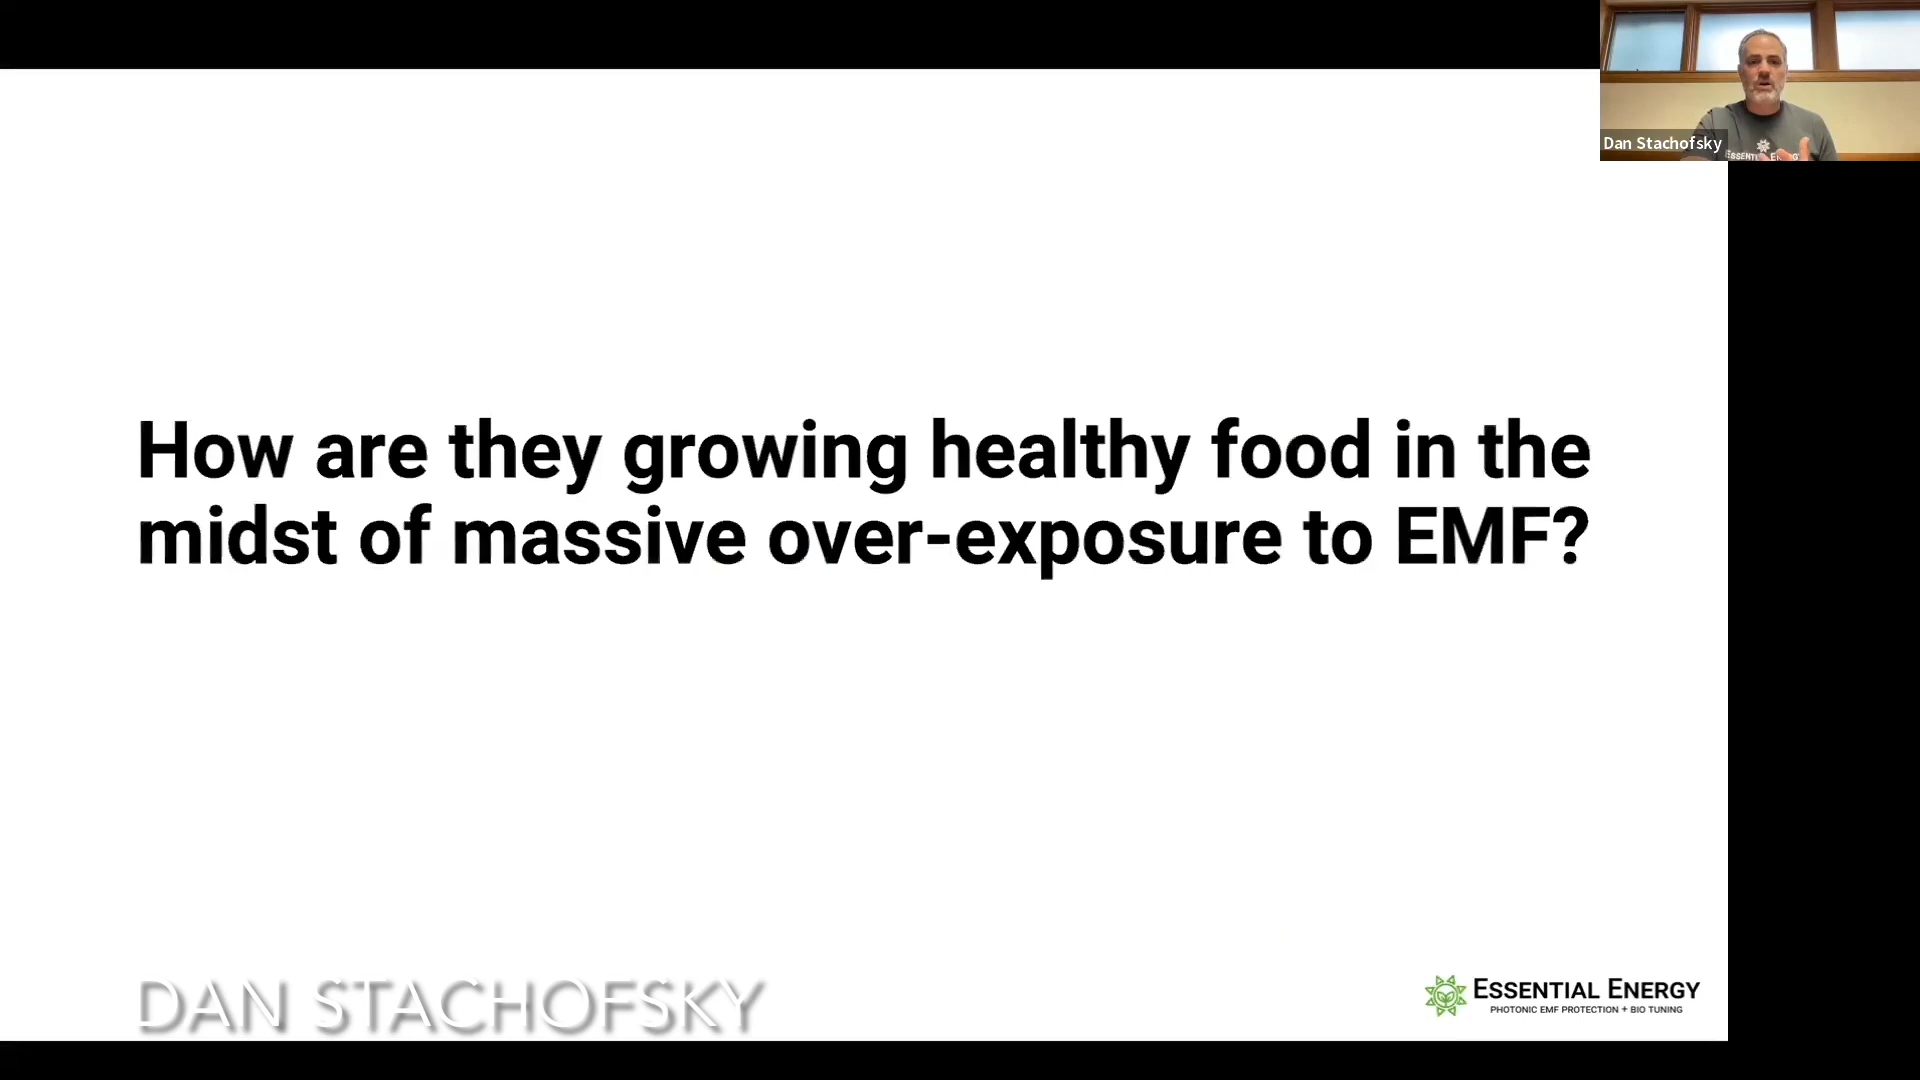 Dan Stachofsky
How are they growing healthy food in the
midst of massive over-exposure to EMF?
DAN STACHOFSKY
ESSENTIAL ENERGY
PHOTONIC EMF PROTECTION + BIO TUNING